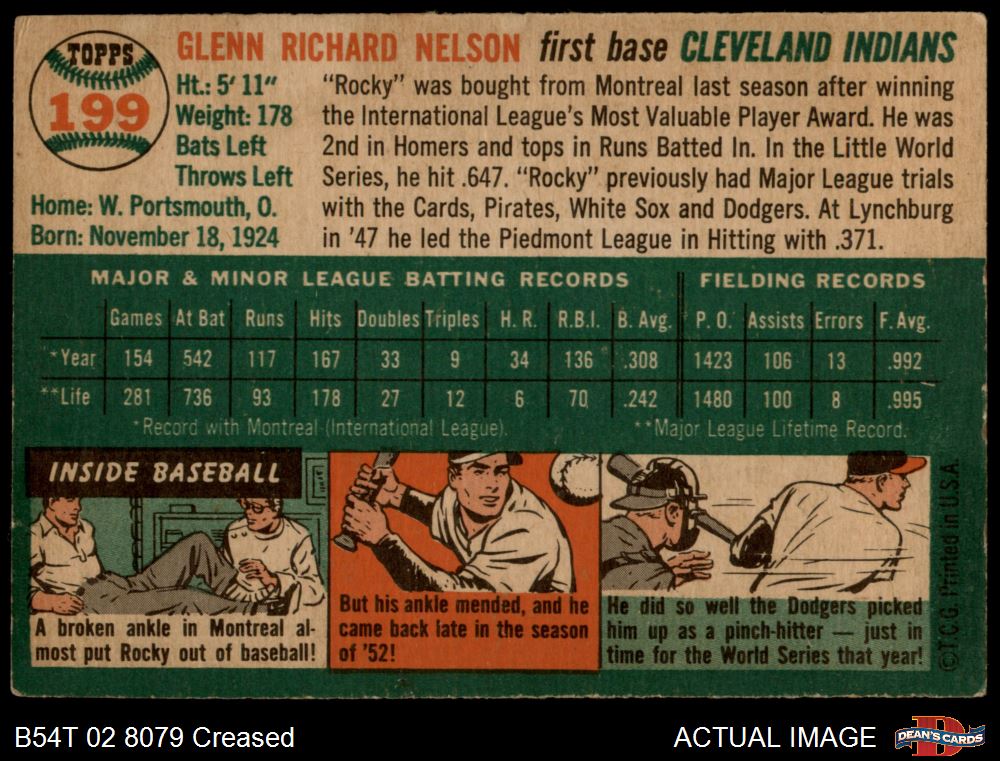 TOPPS
199
GLENN RICHARD NELSON first base CLEVELAND INDIANS
Ht.: 5' 11"
Weight: 178
Bats Left
Throws Left
Home: W. Portsmouth, O.
Born: November 18, 1924
"Rocky" was bought from Montreal last season after winning
the International League's Most Valuable Player Award. He was
2nd in Homers and tops in Runs Batted In. In the Little World
Series, he hit .647. "Rocky" previously had Major League trials
with the Cards, Pirates, White Sox and Dodgers. At Lynchburg
in '47 he led the Piedmont League in Hitting with .371.
MAJOR & MINOR LEAGUE BATTING RECORDS FIELDING RECORDS
Games At Bat Runs Hits Doubles Triples H. R. R.B.I. B. Avg. P. O. Assists Errors F. Avg.
*Year 154 542 117 167 33 9 34 136 .308 1423 106 13 .992
**Life 281 736 93 178 27 12 6 70 .242 1480 100 8 .995
*Record with Montreal (International League). **Major League Lifetime Record.
INSIDE BASEBALL
A broken ankle in Montreal al-
most put Rocky out of baseball!
But his ankle mended, and he
came back late in the season
of '52!
He did so well the Dodgers picked
him up as a pinch-hitter — just in
time for the World Series that year!
©T.C.G. Printed in U.S.A.
B54T 02 8079 Creased
ACTUAL IMAGE
DEAN'S CARDS